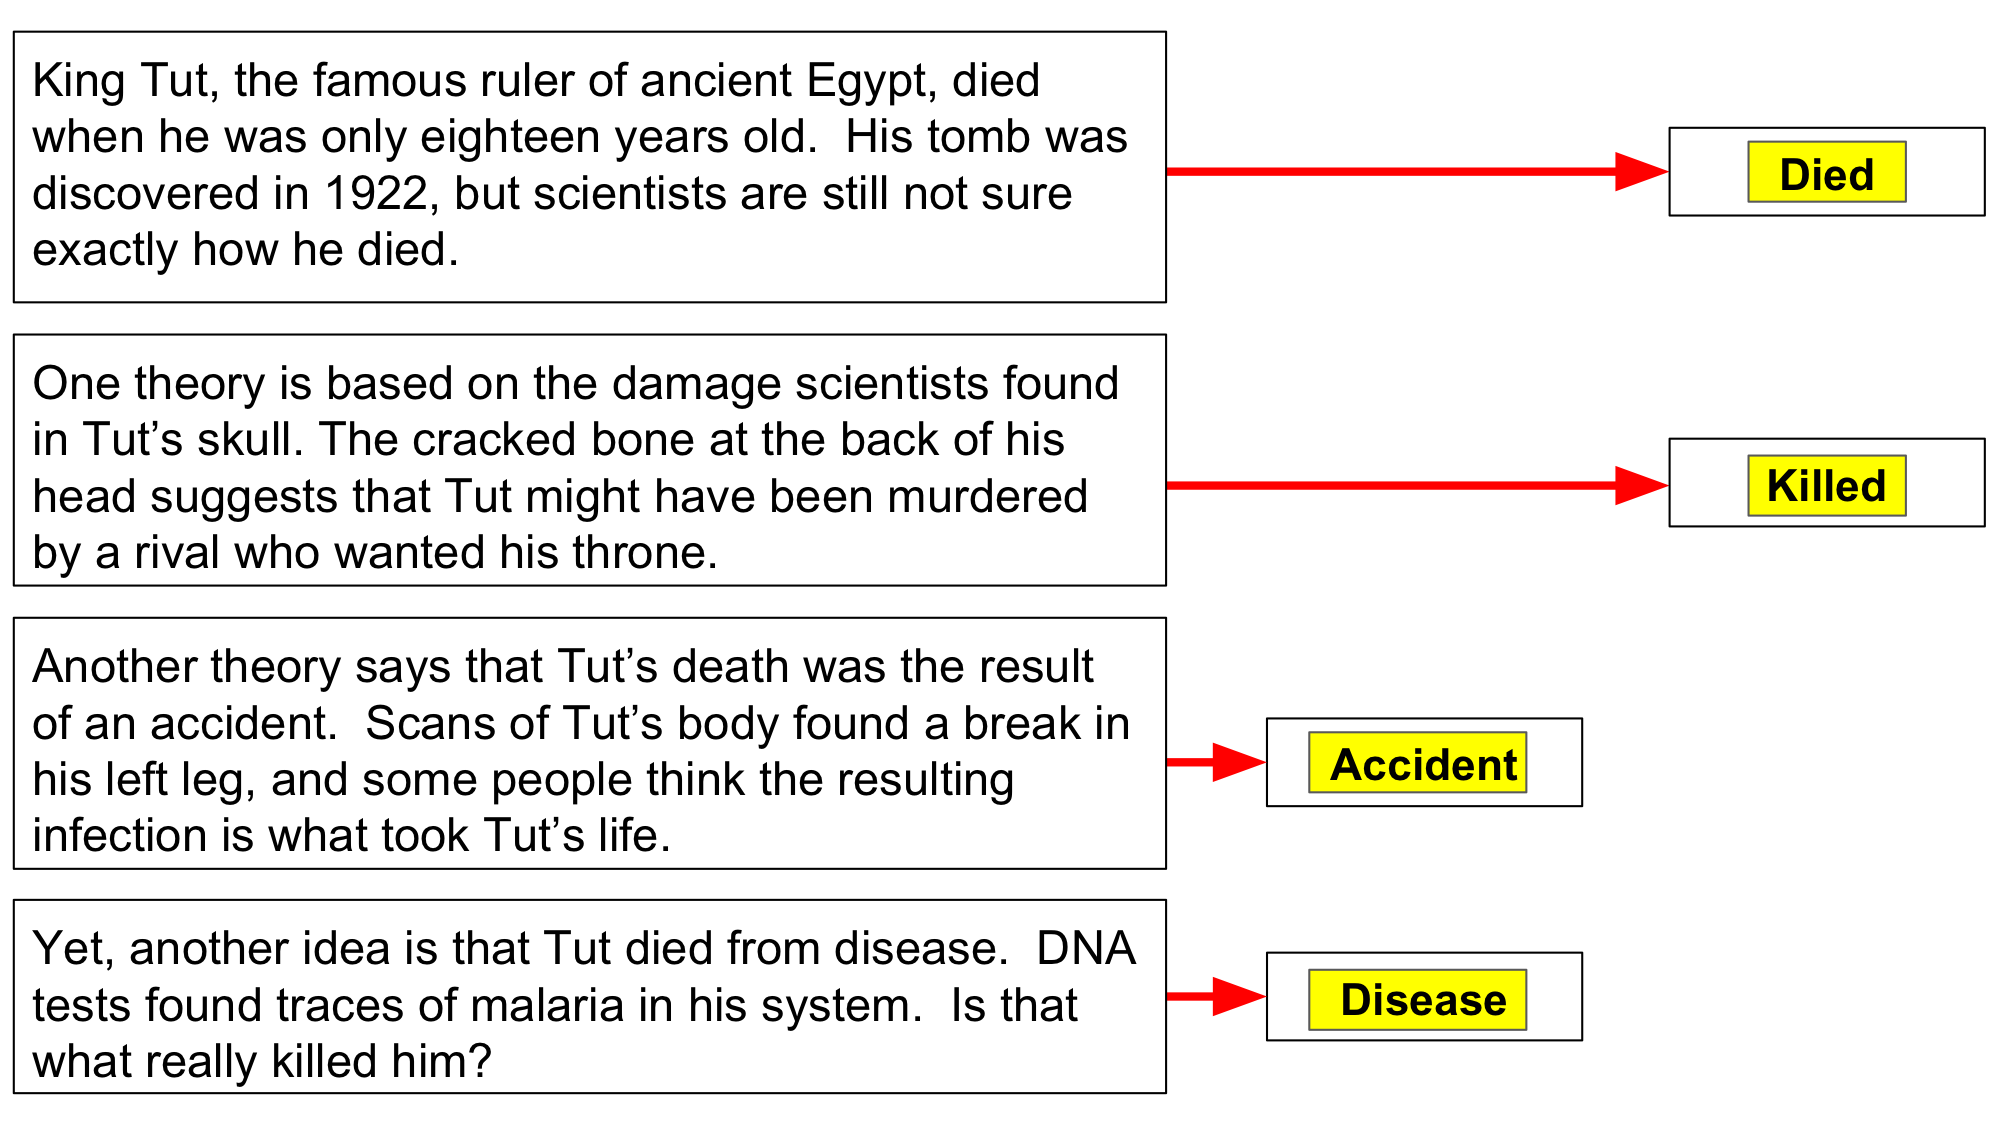 King Tut, the famous ruler of ancient Egypt, died
when he was only eighteen years old.  His tomb was
discovered in 1922, but scientists are still not sure
exactly how he died.
Died
One theory is based on the damage scientists found
in Tut’s skull. The cracked bone at the back of his
head suggests that Tut might have been murdered
by a rival who wanted his throne.
Killed
Another theory says that Tut’s death was the result
of an accident.  Scans of Tut’s body found a break in
his left leg, and some people think the resulting
infection is what took Tut’s life.
Accident
Yet, another idea is that Tut died from disease.  DNA
tests found traces of malaria in his system.  Is that
what really killed him?
Disease